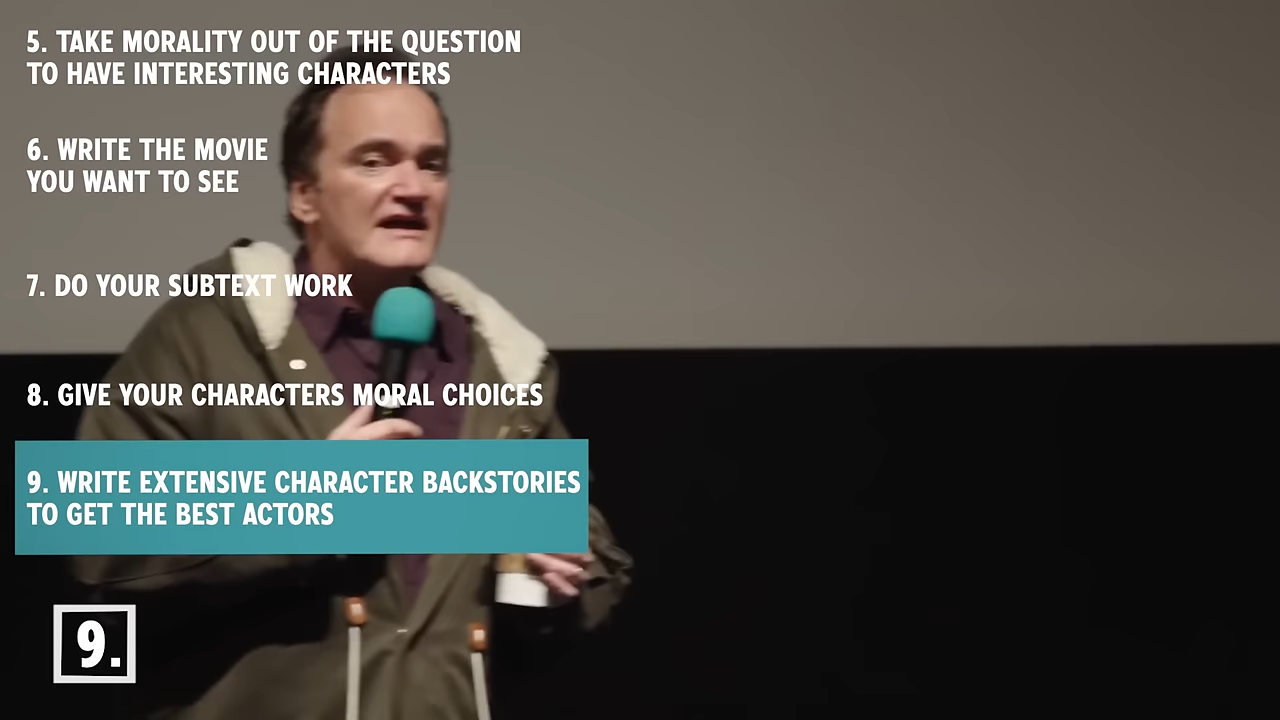 5. TAKE MORALITY OUT OF THE QUESTION
TO HAVE INTERESTING CHARACTERS
6. WRITE THE MOVIE
YOU WANT TO SEE
7. DO YOUR SUBTEXT WORK
8. GIVE YOUR CHARACTERS MORAL CHOICES
9. WRITE EXTENSIVE CHARACTER BACKSTORIES
TO GET THE BEST ACTORS
9.